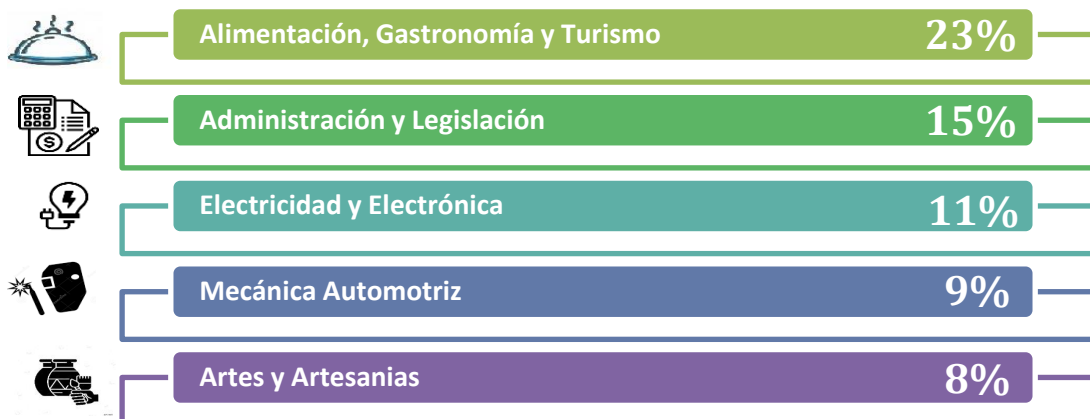 Alimentación, Gastronomía y Turismo 23%
Administración y Legislación 15%
Electricidad y Electrónica 11%
Mecánica Automotriz 9%
Artes y Artesanias 8%